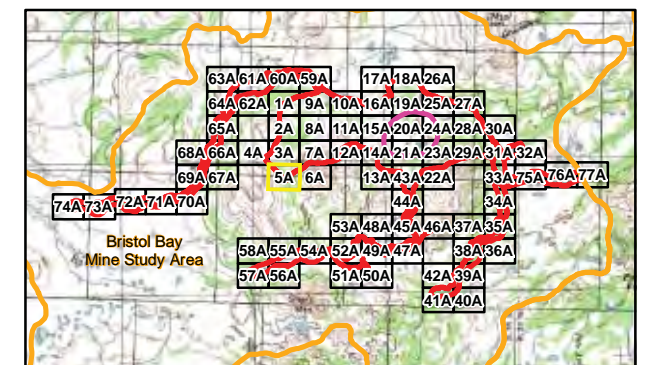 63A 61A 60A 59A 17A 18A 26A
64A 62A 1A 9A 10A 16A 19A 25A 27A
65A 2A 8A 11A 15A 20A 24A 28A 30A
68A 66A 4A 3A 7A 12A 14A 21A 23A 29A 31A 32A
69A 67A 5A 6A 13A 43A 22A 33A 75A 76A 77A
74A 73A 72A 71A 70A 44A 34A
53A 48A 45A 46A 37A 35A
Bristol Bay
Mine Study Area
58A 55A 54A 52A 49A 47A 38A 36A
57A 56A 51A 50A 42A 39A
41A 40A